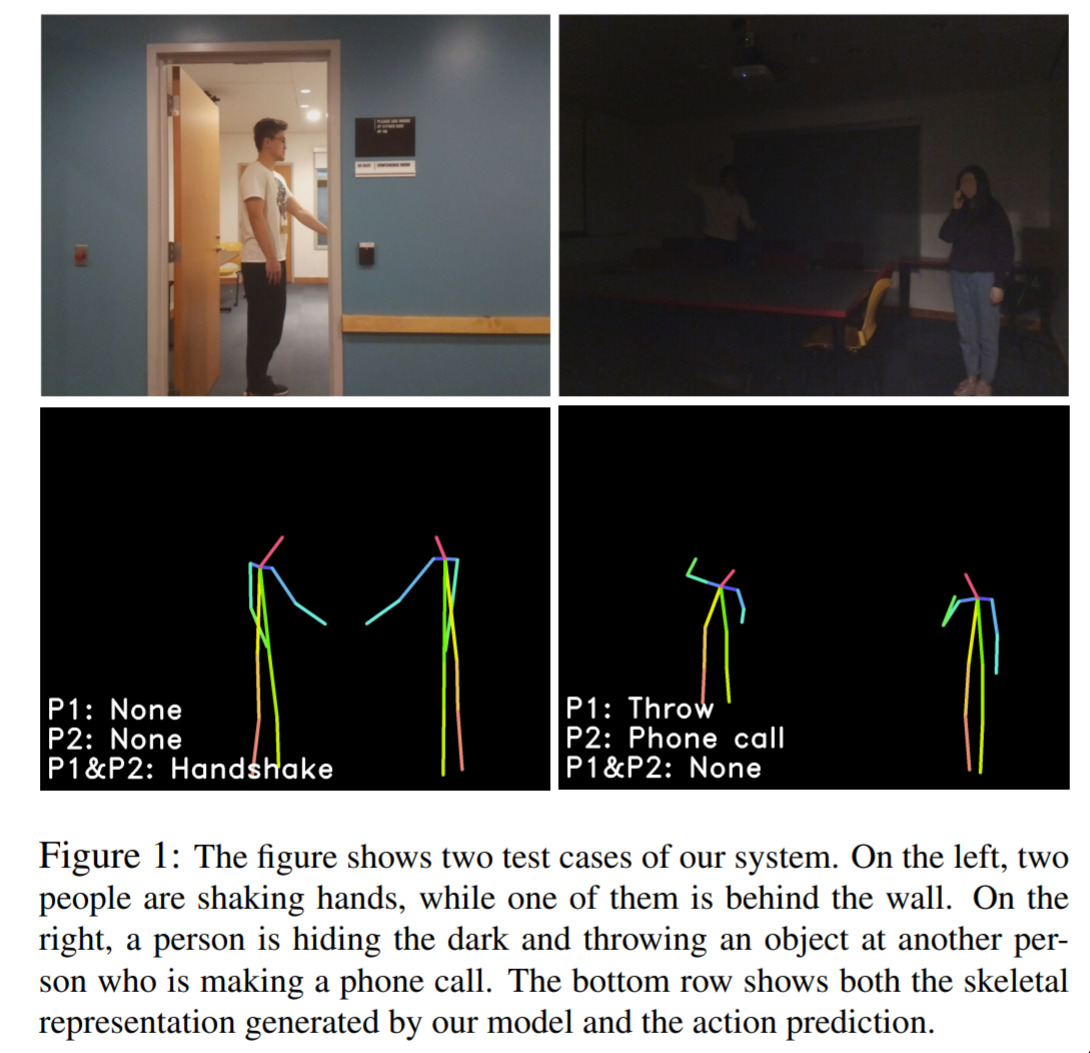 P1: None
P2: None
P1&P2: Handshake
P1: Throw
P2: Phone call
P1&P2: None
Figure 1: The figure shows two test cases of our system. On the left, two
people are shaking hands, while one of them is behind the wall. On the
right, a person is hiding the dark and throwing an object at another per-
son who is making a phone call. The bottom row shows both the skeletal
representation generated by our model and the action prediction.